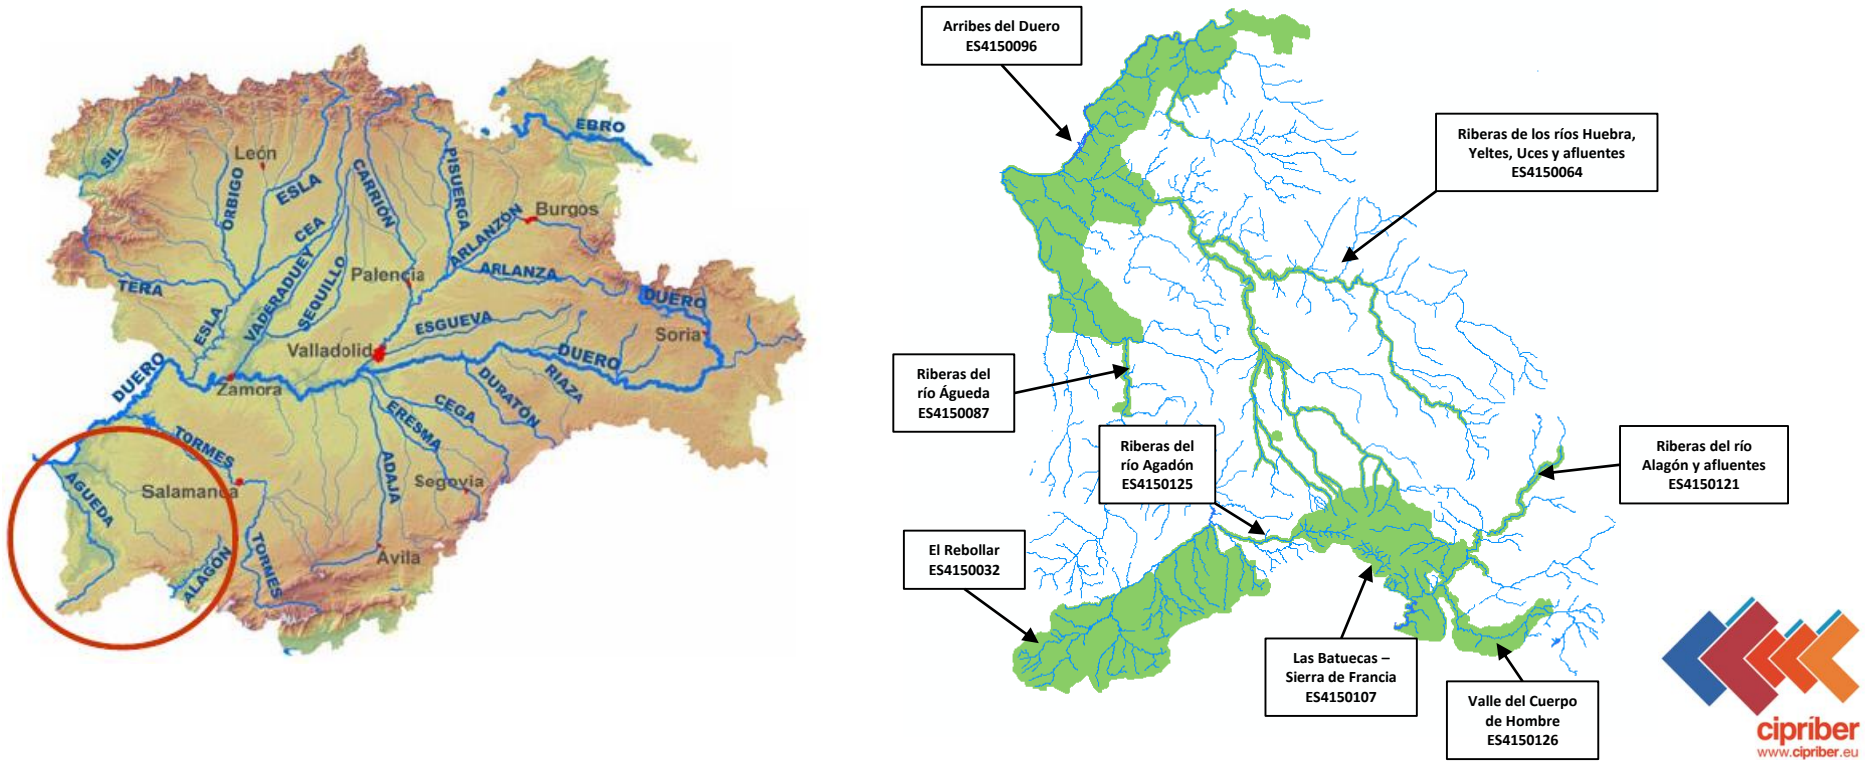 SIL
León
ORBIGO
ESLA
CEA
CARRIÓN
PISUERGA
EBRO
Burgos
ARLANZÓN
ARLANZA
TERA
ESLA
VADERADUEY
SEQUILLO
Palencia
DUERO
Soria
ESGUEVA
Valladolid
DUERO
DUERO
Zamora
DURATÓN
RIAZA
CEGA
ERESMA
TORMES
ADAJA
Segovia
Salamanca
ÁGUEDA
TORMES
ALAGÓN
Ávila
Arribes del Duero
ES4150096
Riberas de los ríos Huebra,
Yeltes, Uces y afluentes
ES4150064
Riberas del
río Águeda
ES4150087
Riberas del
río Agadón
ES4150125
Riberas del río
Alagón y afluentes
ES4150121
El Rebollar
ES4150032
Las Batuecas –
Sierra de Francia
ES4150107
Valle del Cuerpo
de Hombre
ES4150126
cipríber
www.cipriber.eu